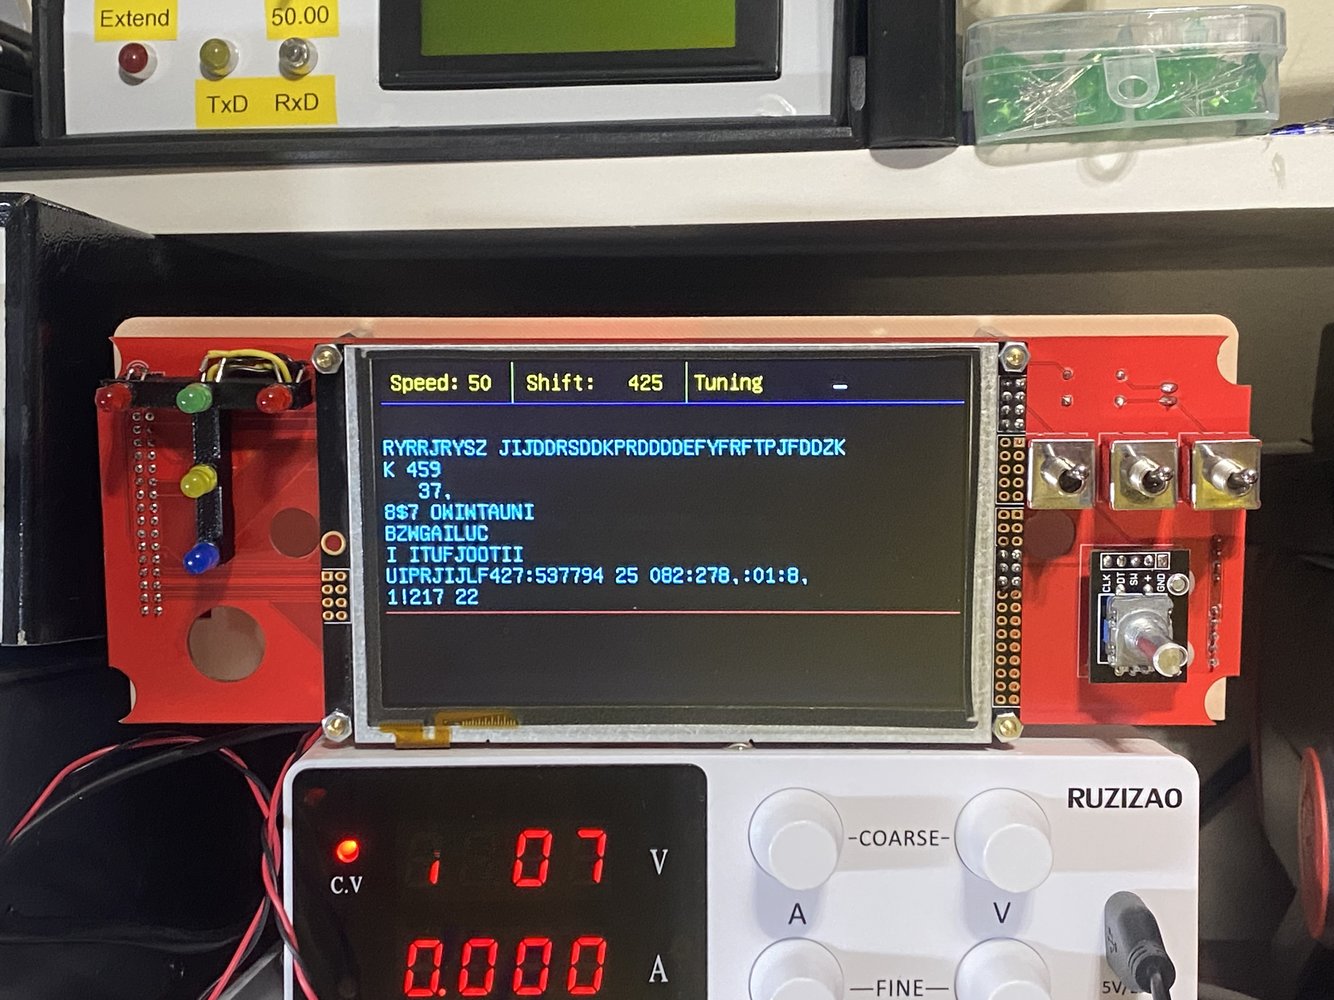 Extend
50.00
TxD RxD
Speed: 50 Shift: 425 Tuning
RYRRJRYSZ JIJDDRSDDKPRDDDDEFYFRFTPJFDDZK
K 459
37,
8$7 OWIWTAUNI
BZWGAILUC
I ITUFJOOTII
UIPRJIJLF427:537794 25 082:278,:01:8,
1!217 22
CLK
DT
SW
+
GND
RUZIZAO
C.V
07 V
-COARSE-
A V
0.000 A
—FINE—